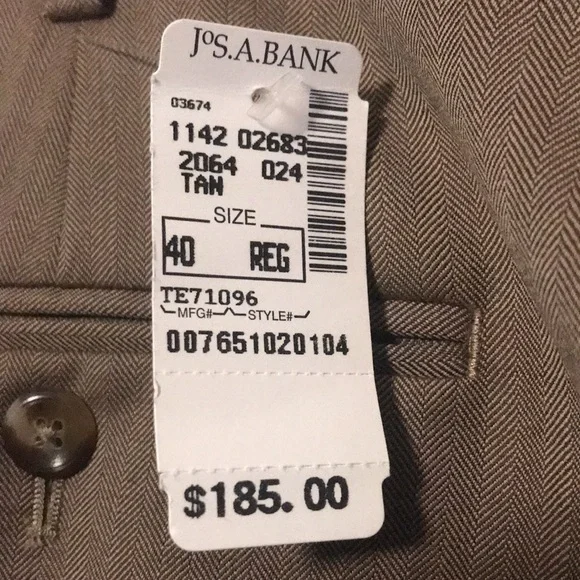 JoS.A.BANK
03674
1142 02683
2064 024
TAN
SIZE
40 REG
TE71096
MFG# STYLE#
007651020104
$185.00